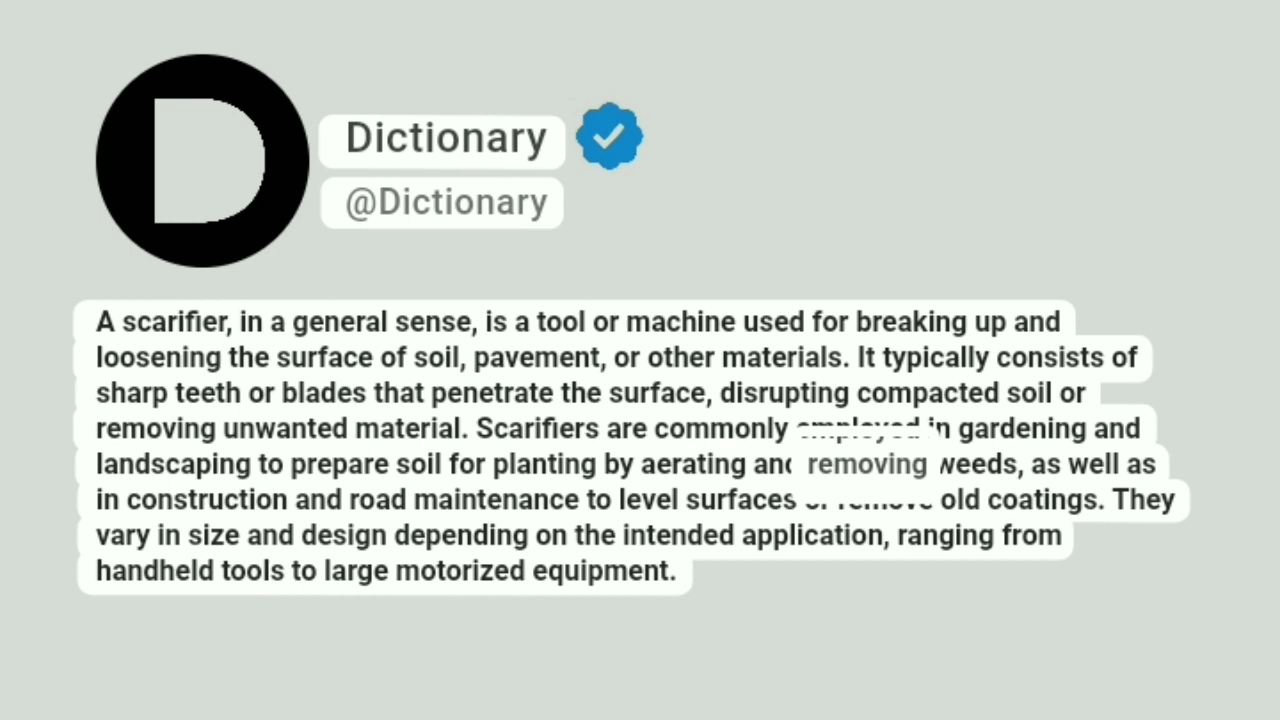 D
Dictionary
@Dictionary
A scarifier, in a general sense, is a tool or machine used for breaking up and
loosening the surface of soil, pavement, or other materials. It typically consists of
sharp teeth or blades that penetrate the surface, disrupting compacted soil or
removing unwanted material. Scarifiers are commonly employed in gardening and
landscaping to prepare soil for planting by aerating and removing weeds, as well as
in construction and road maintenance to level surfaces or remove old coatings. They
vary in size and design depending on the intended application, ranging from
handheld tools to large motorized equipment.